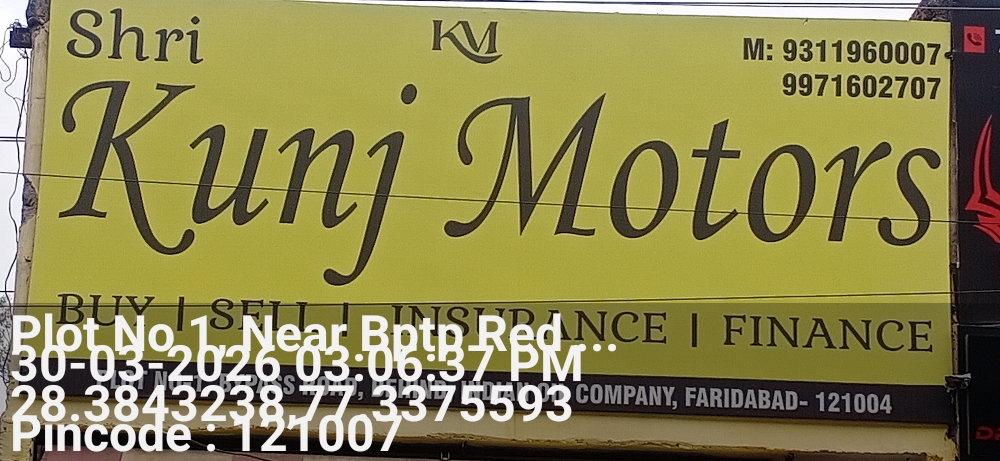 Shri
KM
M: 9311960007
9971602707
Kunj Motors
BUY | SELL | INSURANCE | FINANCE
Plot No 1, Near Bptp Red ...
30-03-2026 03:06:37 PM
COMPANY, FARIDABAD- 121004
28.3843238,77.3375593
Pincode : 121007